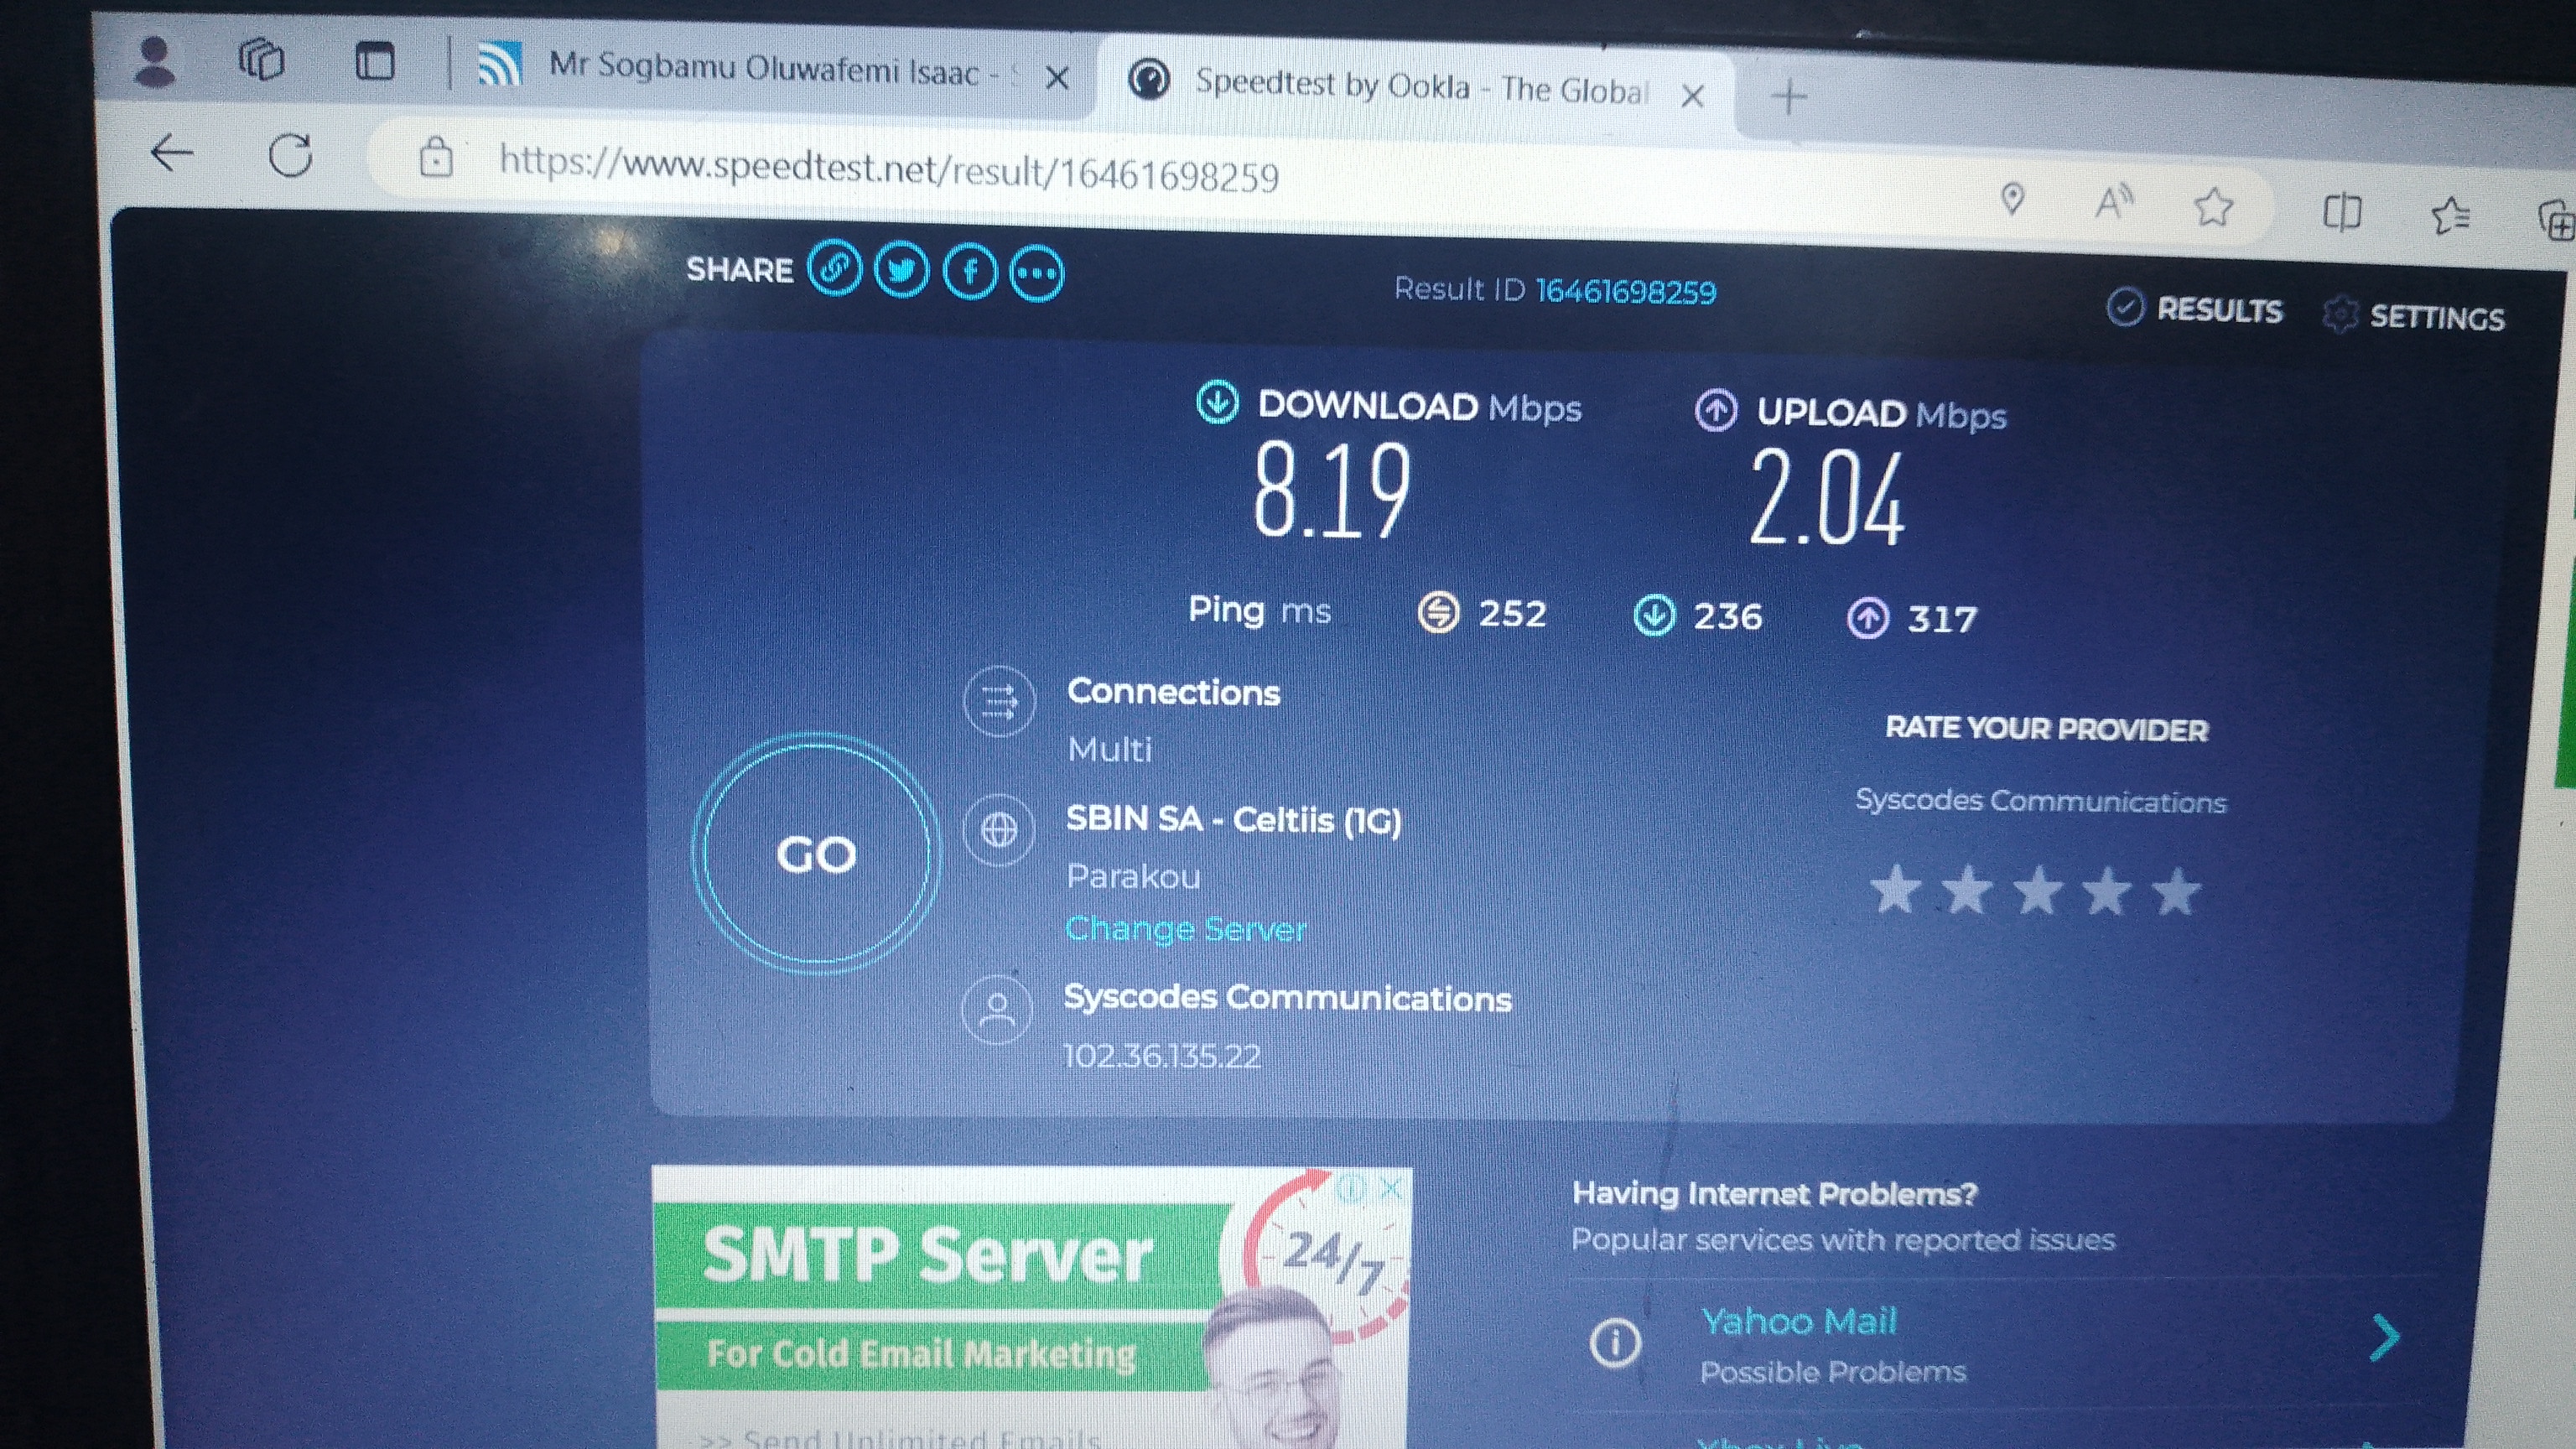 Mr Sogbamu Oluwafemi Isaac -
Speedtest by Ookla - The Global
https://www.speedtest.net/result/16461698259
SHARE
Result ID 16461698259
RESULTS
SETTINGS
DOWNLOAD Mbps
8.19
UPLOAD Mbps
2.04
Ping ms 252 236 317
Connections
Multi
GO
SBIN SA - Celtiis (1G)
Parakou
Change Server
Syscodes Communications
102.36.135.22
RATE YOUR PROVIDER
Syscodes Communications
SMTP Server
24/7
For Cold Email Marketing
>> Send Unlimited Emails
Having Internet Problems?
Popular services with reported issues
Yahoo Mail
Possible Problems
Xbox Live